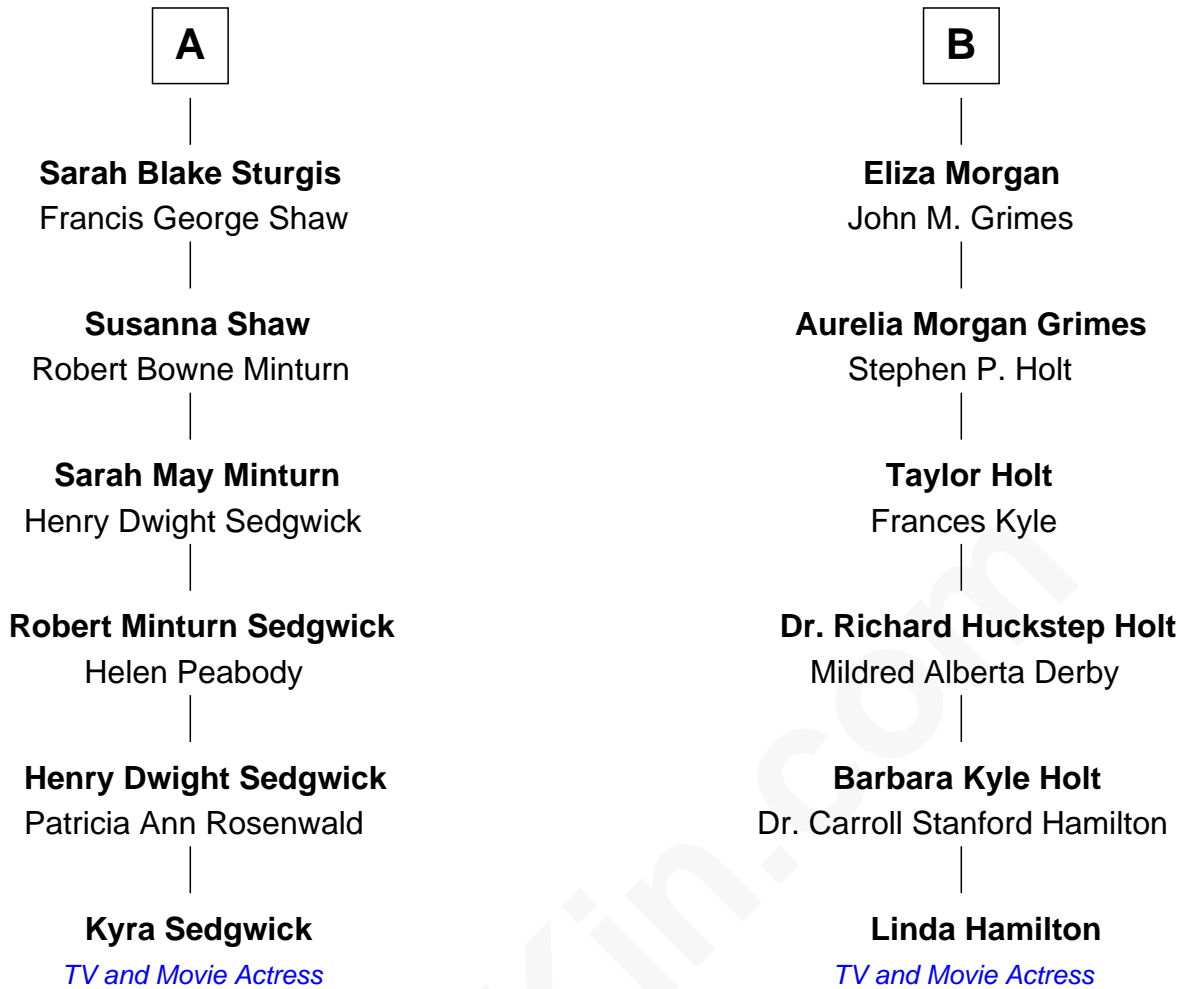 A
Sarah Blake Sturgis
Francis George Shaw
Susanna Shaw
Robert Bowne Minturn
Sarah May Minturn
Henry Dwight Sedgwick
Robert Minturn Sedgwick
Helen Peabody
Henry Dwight Sedgwick
Patricia Ann Rosenwald
Kyra Sedgwick
TV and Movie Actress
B
Eliza Morgan
John M. Grimes
Aurelia Morgan Grimes
Stephen P. Holt
Taylor Holt
Frances Kyle
Dr. Richard Huckstep Holt
Mildred Alberta Derby
Barbara Kyle Holt
Dr. Carroll Stanford Hamilton
Linda Hamilton
TV and Movie Actress
Kin.com